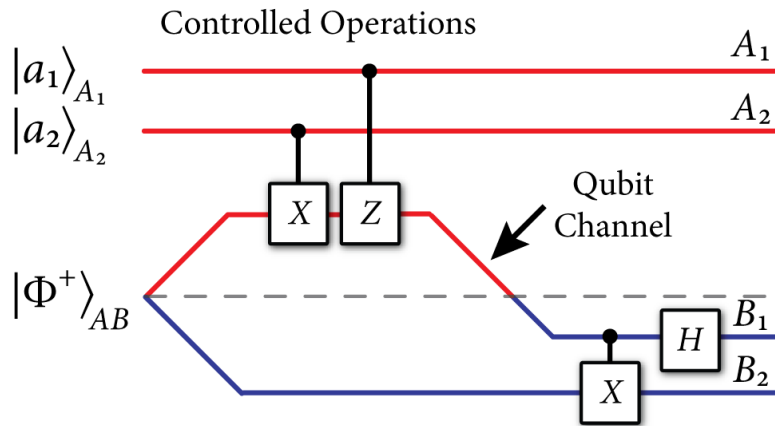 Controlled Operations
|a₁⟩A₁
A₁
|a₂⟩A₂
A₂
X
Z
Qubit
Channel
|Φ⁺⟩AB
B₁
H
B₂
X